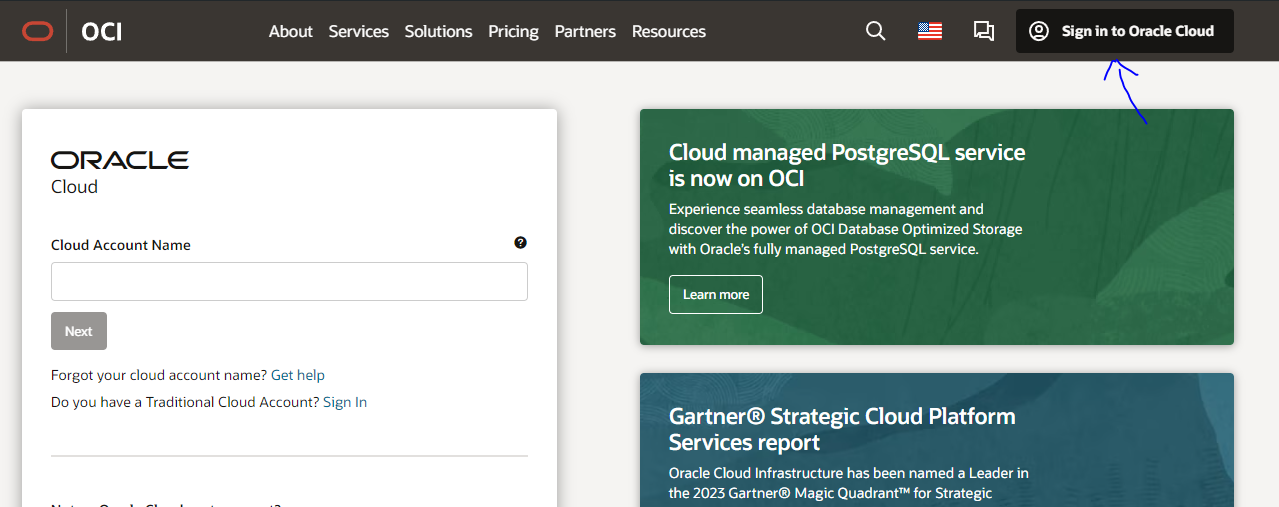 OCI
About Services Solutions Pricing Partners Resources
Sign in to Oracle Cloud
ORACLE
Cloud
Cloud Account Name
Next
Forgot your cloud account name? Get help
Do you have a Traditional Cloud Account? Sign In
Cloud managed PostgreSQL service
is now on OCI
Experience seamless database management and
discover the power of OCI Database Optimized Storage
with Oracle's fully managed PostgreSQL service.
Learn more
Gartner® Strategic Cloud Platform
Services report
Oracle Cloud Infrastructure has been named a Leader in
the 2023 Gartner® Magic Quadrant™ for Strategic